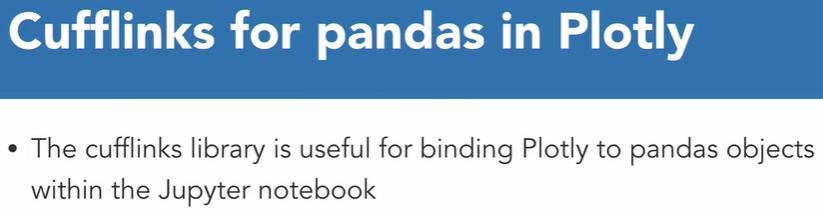 Cufflinks for pandas in Plotly
• The cufflinks library is useful for binding Plotly to pandas objects
within the Jupyter notebook